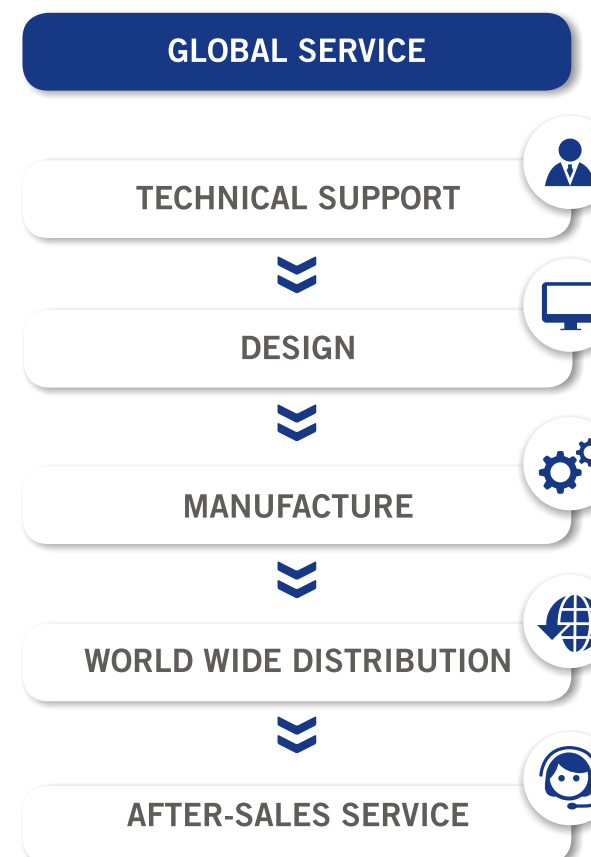 GLOBAL SERVICE
TECHNICAL SUPPORT
DESIGN
MANUFACTURE
WORLD WIDE DISTRIBUTION
AFTER-SALES SERVICE